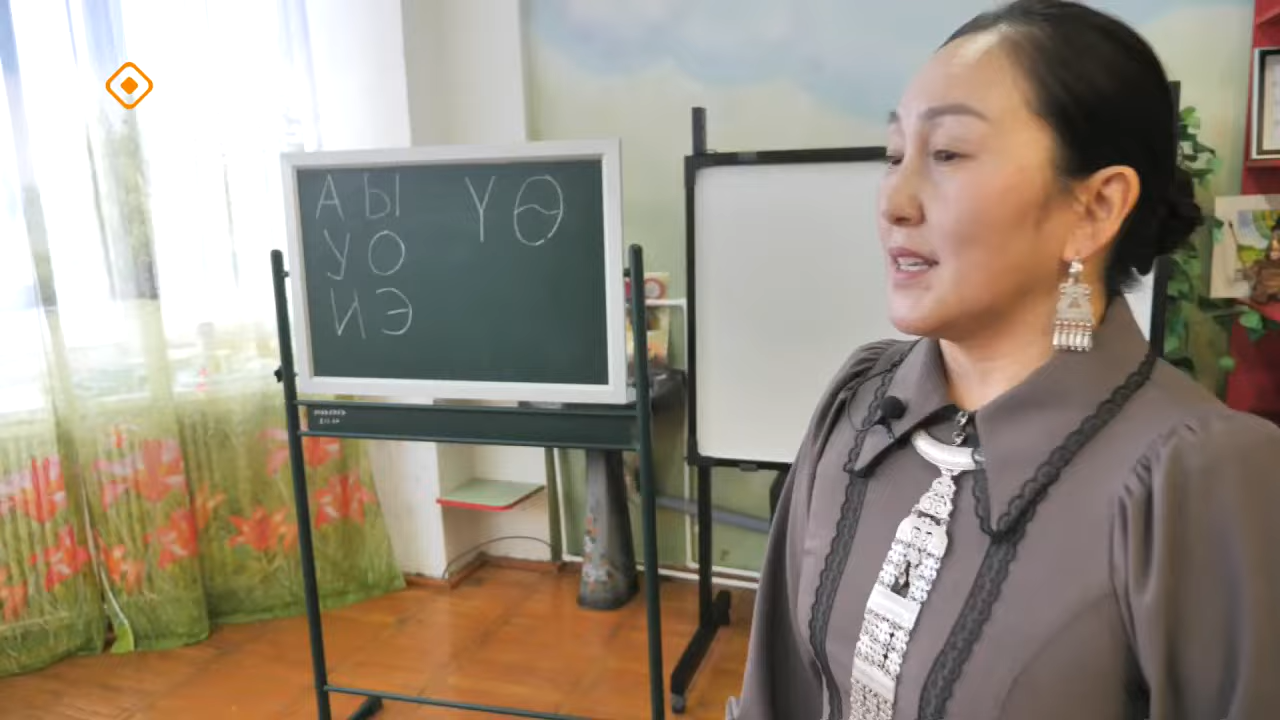 А Ы Ү Ө
У О
И Э